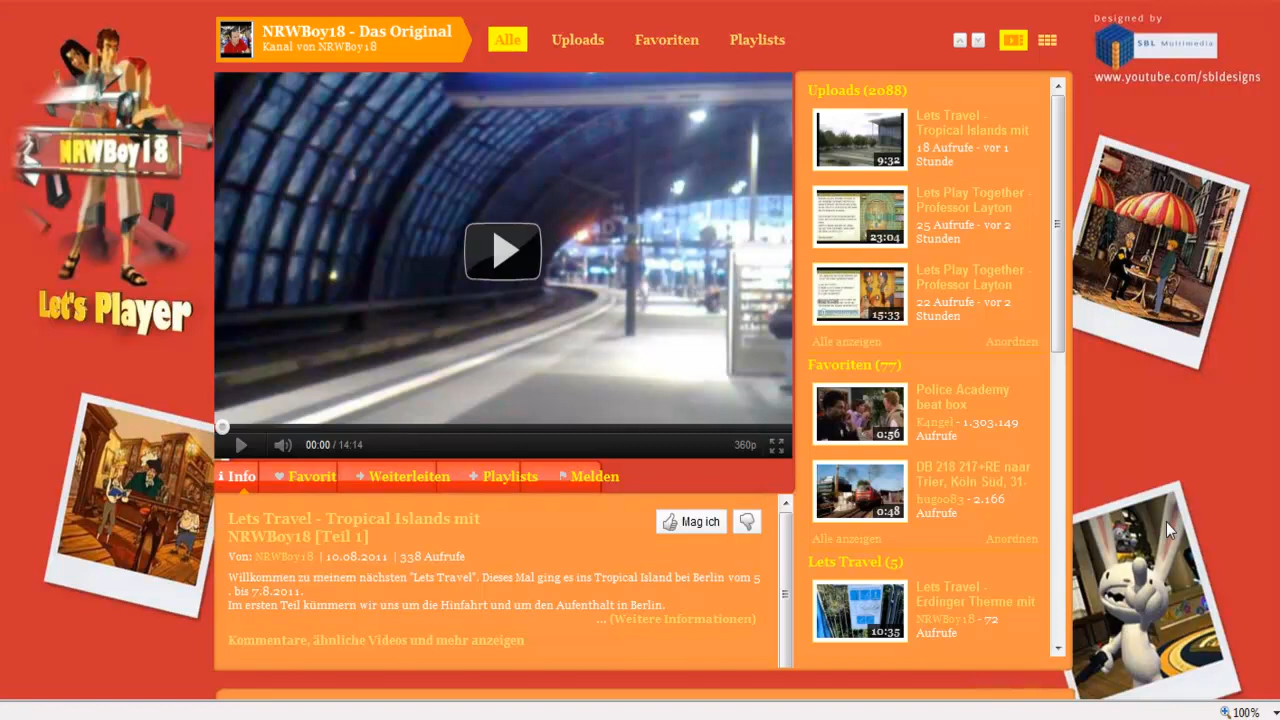 NRWBoy18 - Das Original
Kanal von NRWBoy18
Alle
Uploads
Favoriten
Playlists
Designed by
SBL Multimedia
www.youtube.com/sbldesigns
NRWBoy18
Let's Player
00:00 / 14:14
360p
Info
Favorit
Weiterleiten
Playlists
Melden
Lets Travel - Tropical Islands mit
NRWBoy18 [Teil 1]
Mag ich
Von: NRWBoy18 | 10.08.2011 | 338 Aufrufe
Willkommen zu meinem nächsten "Lets Travel". Dieses Mal ging es ins Tropical Island bei Berlin vom 5
. bis 7.8.2011.
Im ersten Teil kümmern wir uns um die Hinfahrt und um den Aufenthalt in Berlin.
... (Weitere Informationen)
Kommentare, ähnliche Videos und mehr anzeigen
Uploads (2088)
9:32
Lets Travel -
Tropical Islands mit
18 Aufrufe - vor 1
Stunde
23:04
Lets Play Together -
Professor Layton
25 Aufrufe - vor 2
Stunden
15:33
Lets Play Together -
Professor Layton
22 Aufrufe - vor 2
Stunden
Alle anzeigen
Anordnen
Favoriten (77)
0:56
Police Academy
beat box
K4ngel - 1.303.149
Aufrufe
0:48
DB 218 217+RE naar
Trier, Köln Süd, 31.
hugo083 - 2.166
Aufrufe
Alle anzeigen
Anordnen
Lets Travel (5)
10:35
Lets Travel -
Erdinger Therme mit
NRWBoy18 - 72
Aufrufe
100%